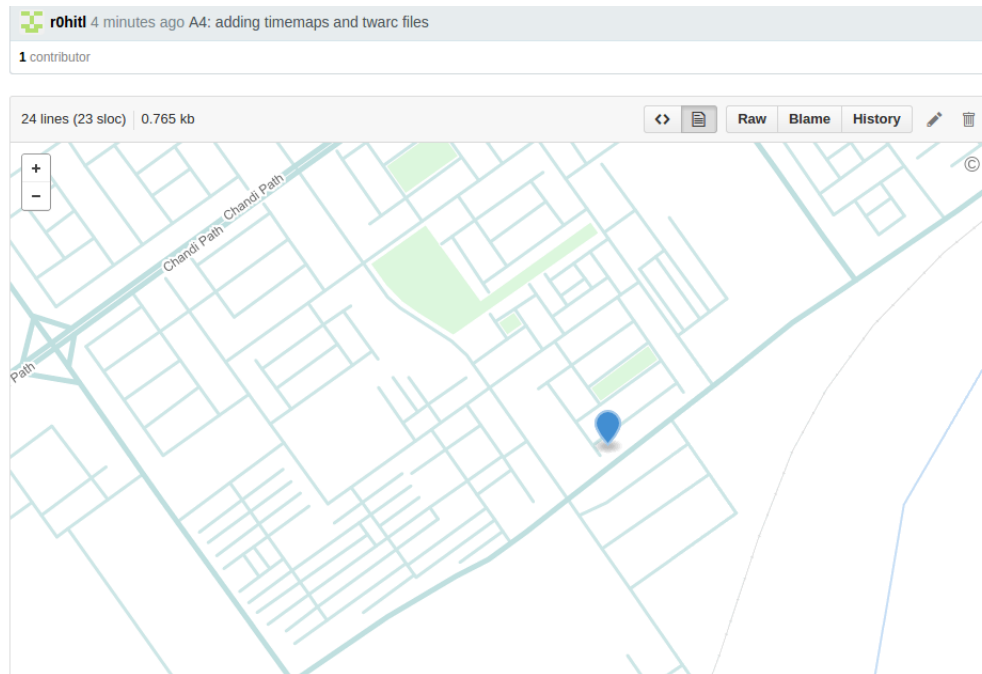 r0hitl 4 minutes ago A4: adding timemaps and twarc files
1 contributor
24 lines (23 sloc) 0.765 kb
<> Raw Blame History
+
−
©
Chandi Path
Chandi Path
Path